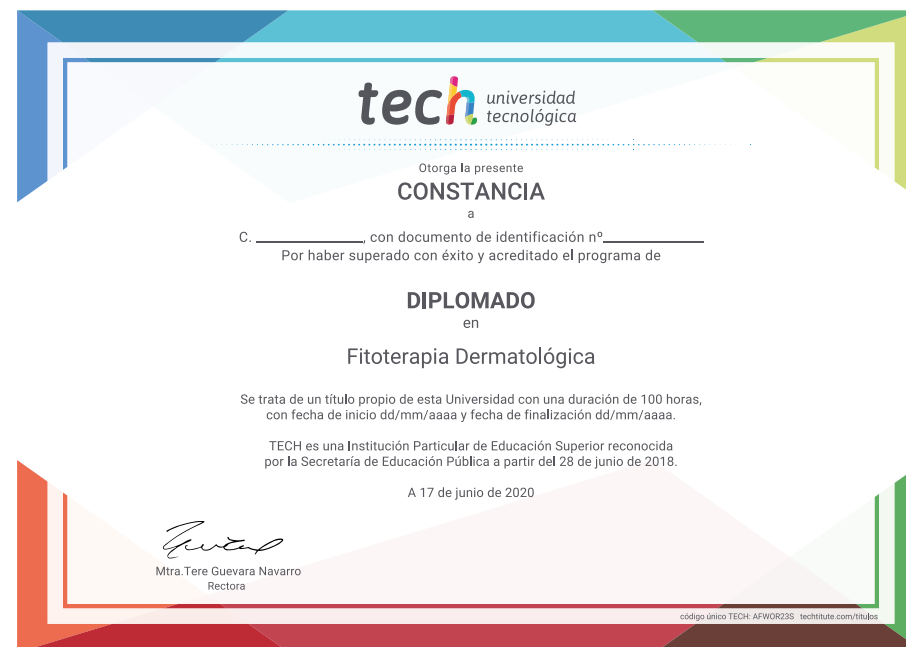 tech universidad
tecnológica
Otorga la presente
CONSTANCIA
a
C. ______________, con documento de identificación nº_____________
Por haber superado con éxito y acreditado el programa de
DIPLOMADO
en
Fitoterapia Dermatológica
Se trata de un título propio de esta Universidad con una duración de 100 horas,
con fecha de inicio dd/mm/aaaa y fecha de finalización dd/mm/aaaa.
TECH es una Institución Particular de Educación Superior reconocida
por la Secretaría de Educación Pública a partir del 28 de junio de 2018.
A 17 de junio de 2020
Mtra.Tere Guevara Navarro
Rectora
código único TECH: AFWOR23S techtitute.com/titulos